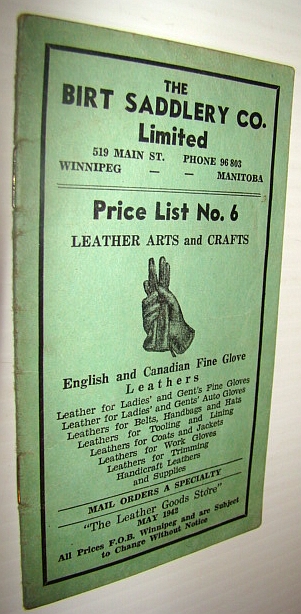 THE
BIRT SADDLERY CO.
Limited
519 MAIN ST. PHONE 96 803
WINNIPEG — — MANITOBA
Price List No. 6
LEATHER ARTS and CRAFTS
English and Canadian Fine Glove
Leathers
Leather for Ladies' and Gent's Fine Gloves
Leather for Ladies' and Gents' Auto Gloves
Leathers for Belts, Handbags and Hats
Leathers for Tooling and Lining
Leathers for Coats and Jackets
Leathers for Work Gloves
Leathers for Trimming
Handicraft Leathers
and Supplies
MAIL ORDERS A SPECIALTY
"The Leather Goods Store"
MAY 1942
All Prices F.O.B. Winnipeg and are Subject
to Change Without Notice